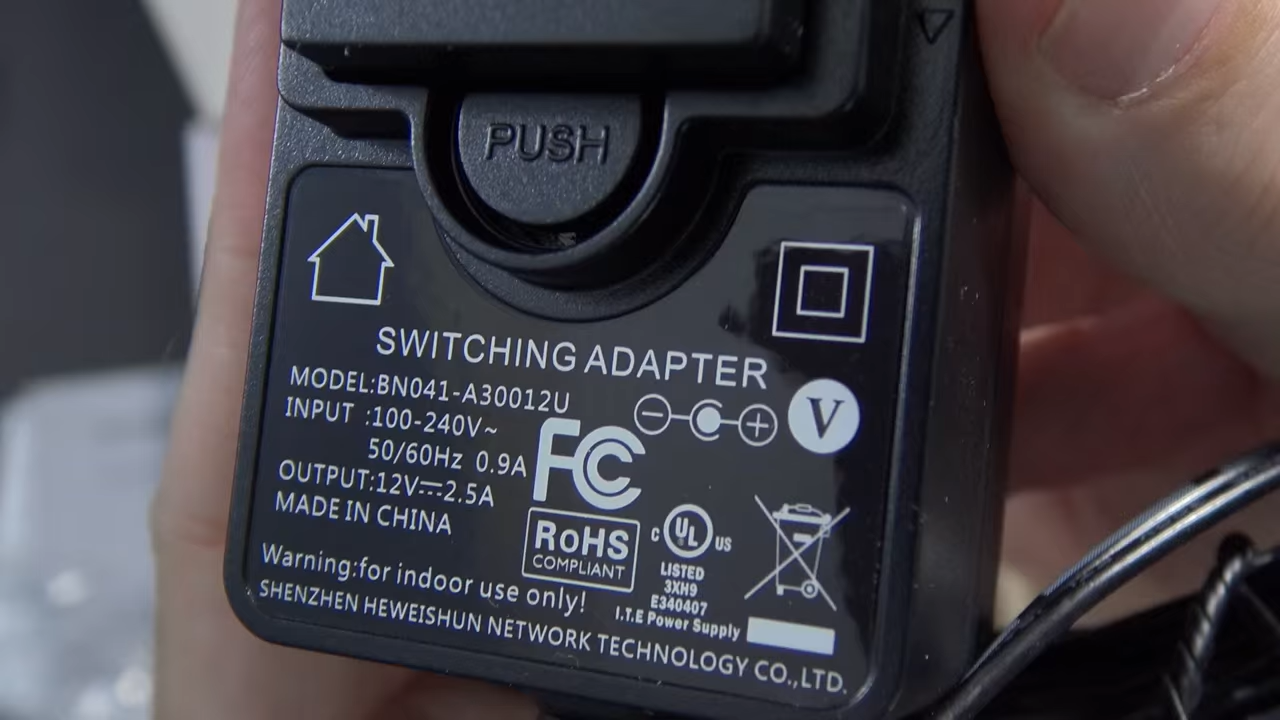 PUSH
SWITCHING ADAPTER
MODEL:BN041-A30012U
INPUT :100-240V~
50/60Hz 0.9A
OUTPUT:12V⎓2.5A
MADE IN CHINA
− +
V
FC
RoHS
COMPLIANT
c UL US
LISTED
3XH9
E340407
I.T.E Power Supply
Warning:for indoor use only!
SHENZHEN HEWEISHUN NETWORK TECHNOLOGY CO.,LTD.